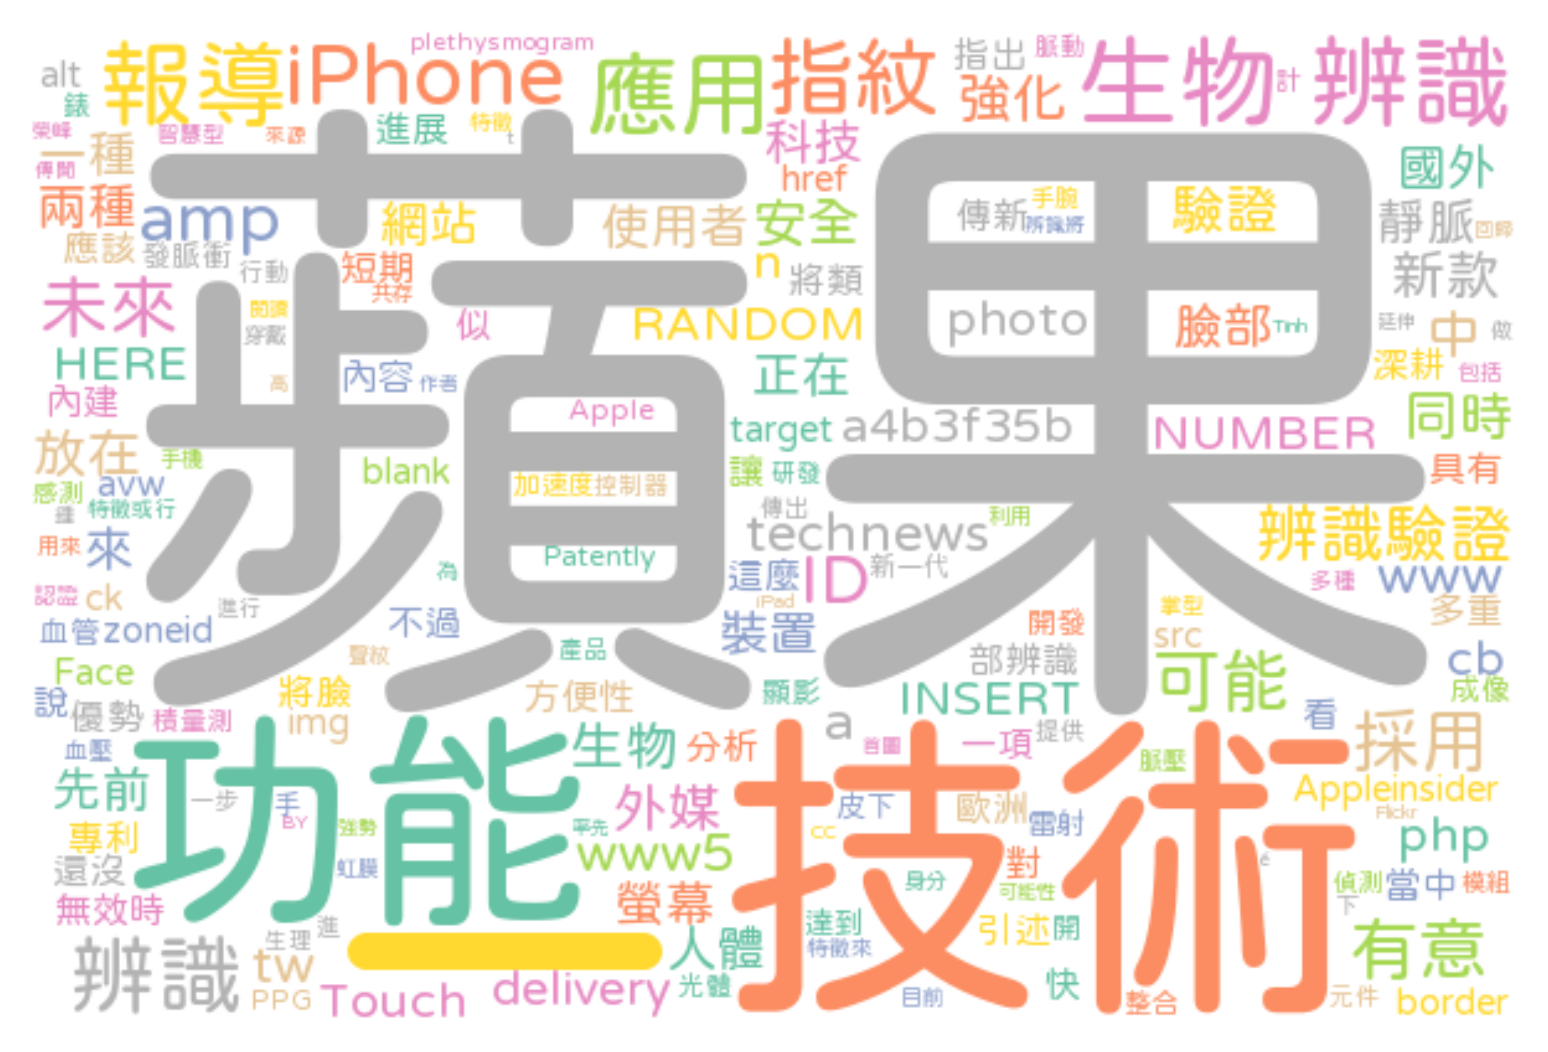 plethysmogram
alt 報導 iPhone 應用 指紋 指出 脈動 生物 計 辨識
錶 強化
榮峰 智慧型 來源 進展 特徵 t 科技
一種 國外
傳聞 href
兩種 amp 網站 使用者 安全 傳新 手腕 驗證 靜脈 回歸
辨識將
應該 發脈衝 行動 短期 n 將類 新款
共存
未來 閱讀 似 RANDOM photo 臉部 Tinh 延伸 中 做
穿戴
HERE 高 內容 作者 正在 深耕 包括
蘋果
內建 Apple target a4b3f35b NUMBER 同時
放在 手機 blank 讓 研發 具有
avw 加速度 控制器
感測 特徵或行
種 傳出 利用 辨識驗證
用來 來 Patently technews
為 這麼 ID 新一代 多種 www
認證 ck 進行 iPad 掌型 多重
血管 zoneid 不過 裝置 開發 src
聲紋 產品 部辨識 cb
Face 將臉 方便性 顯影 INSERT 可能 成像
說 優勢 積量測 img a 看
血壓 生物 分析 首圖 一項 提供 脈壓 採用
功能 技術
先前 一步 手 外媒 皮下 歐洲 雷射 Appleinsider
BY Flickr
專利 強勢 率先 cc php
還沒 虹膜 www5 對 é
無效時 螢幕 身分 可能性 偵測 當中 模組
下
辨識 生理 進 一 人體 達到 引述 開 有意
tw 特徵來
PPG Touch delivery 光體 目前 快 整合 元件 border